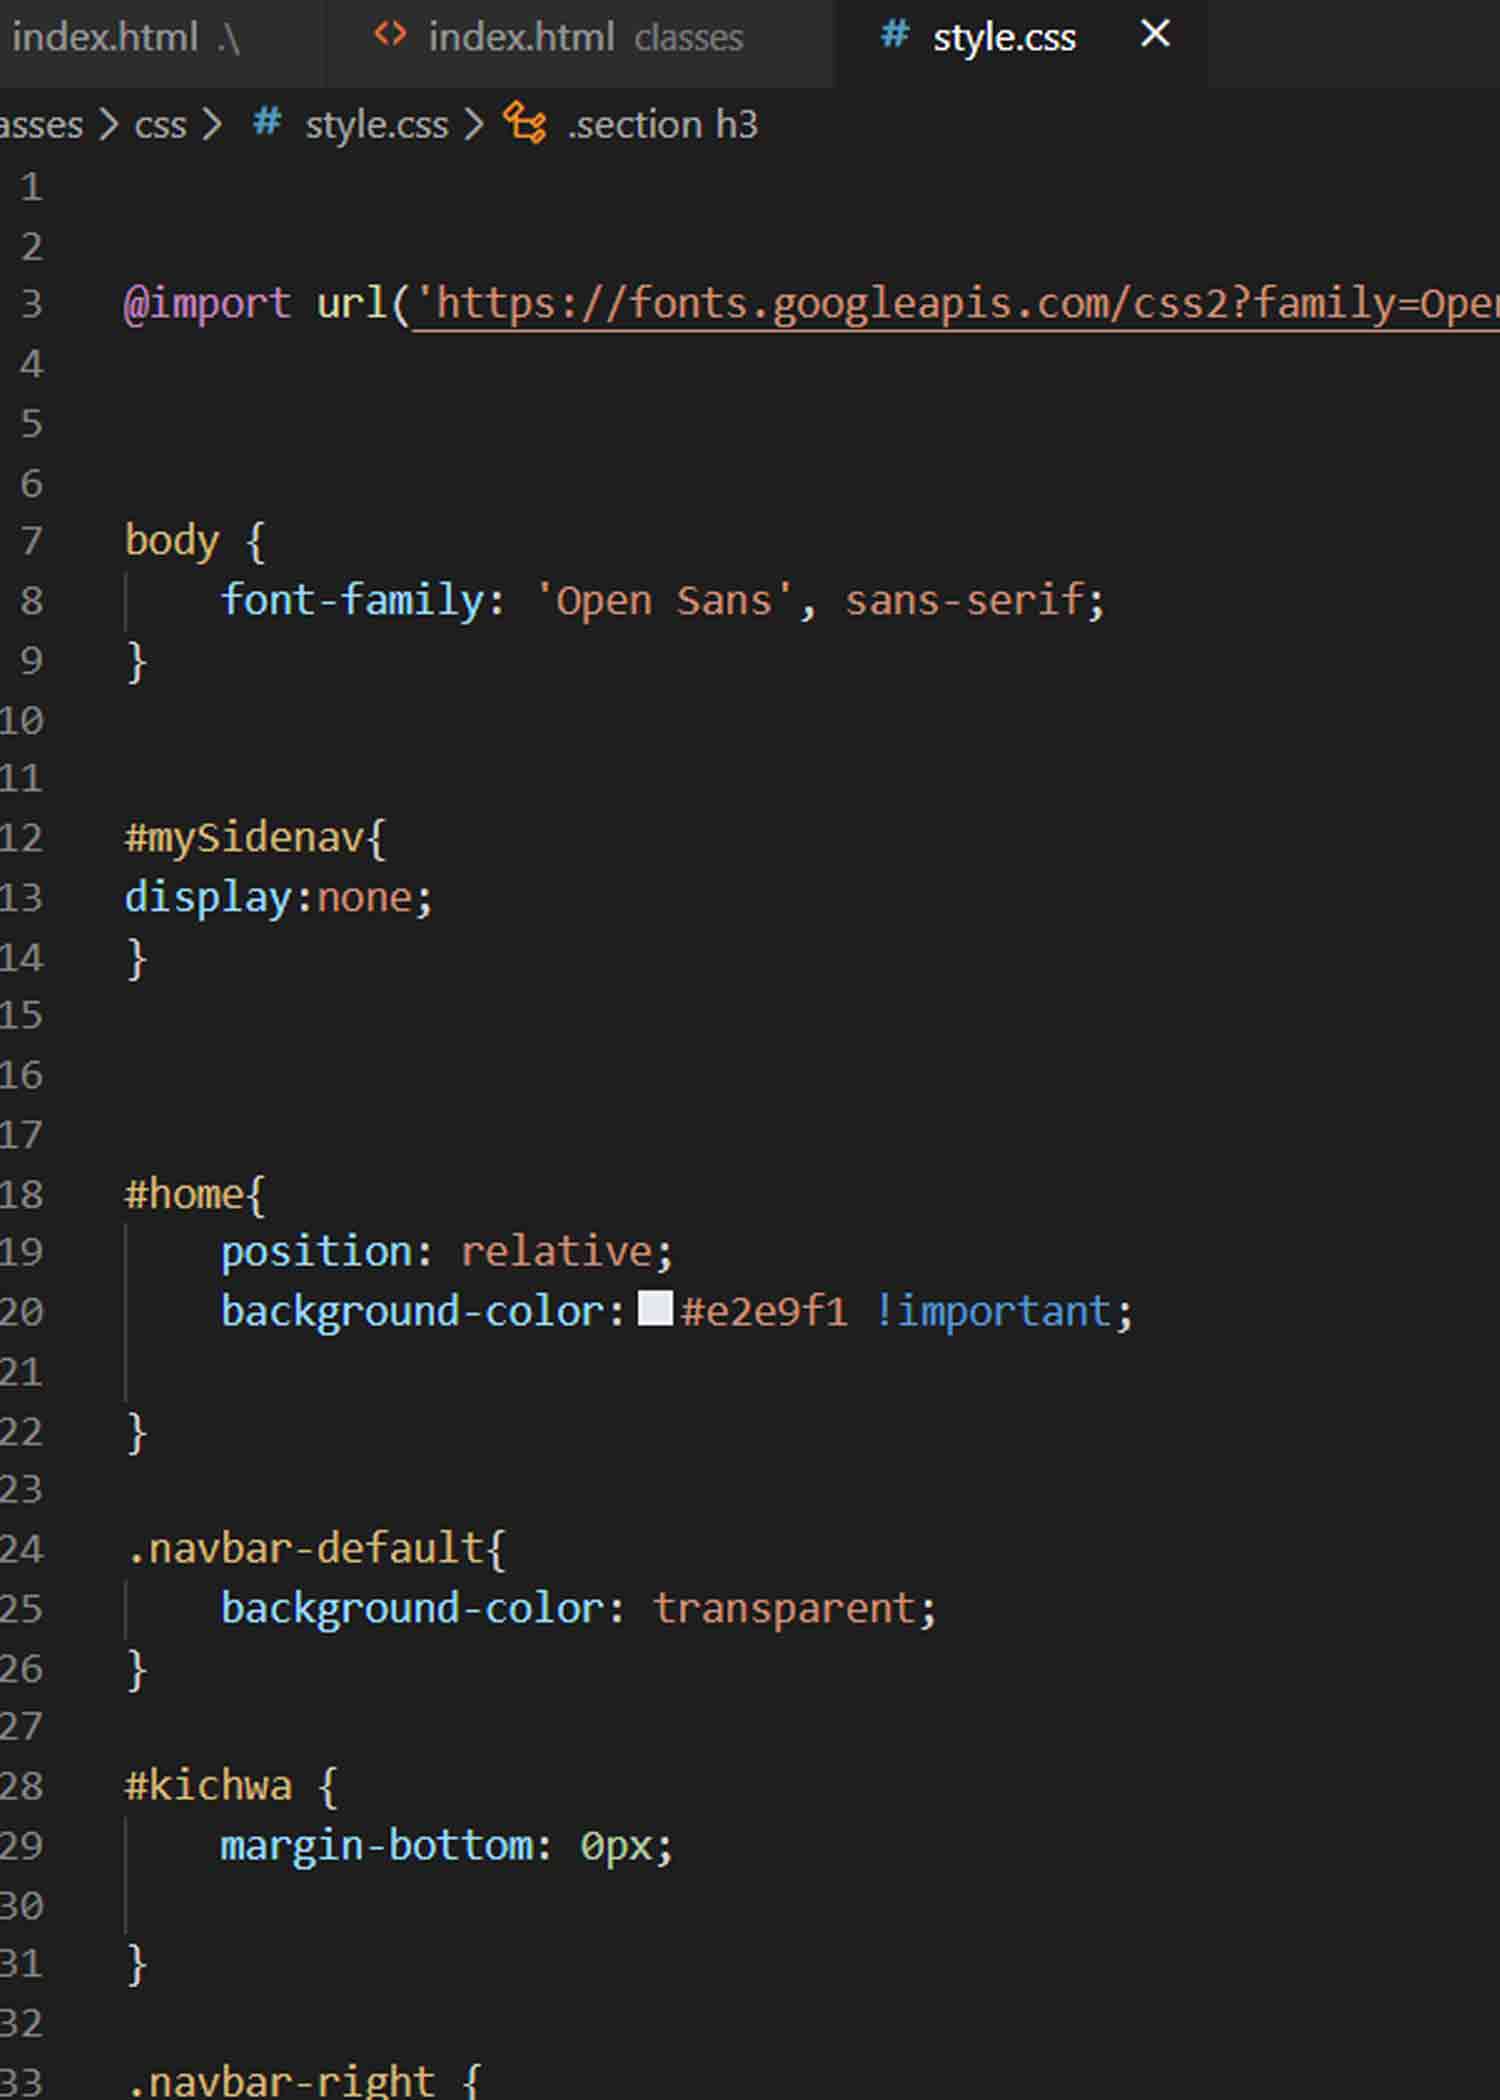 index.html .\ <> index.html classes # style.css ×
asses > css > # style.css > .section h3
1
2
3 @import url('https://fonts.googleapis.com/css2?family=Open
4
5
6
7 body {
8     font-family: 'Open Sans', sans-serif;
9 }
10
11
12 #mySidenav{
13 display:none;
14 }
15
16
17
18 #home{
19     position: relative;
20     background-color: #e2e9f1 !important;
21
22 }
23
24 .navbar-default{
25     background-color: transparent;
26 }
27
28 #kichwa {
29     margin-bottom: 0px;
30
31 }
32
33 .navbar-right {